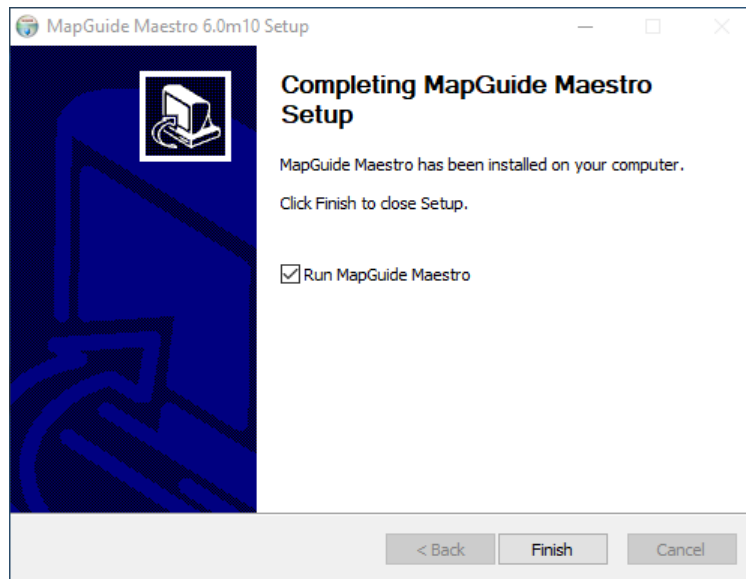 MapGuide Maestro 6.0m10 Setup
Completing MapGuide Maestro
Setup
MapGuide Maestro has been installed on your computer.
Click Finish to close Setup.
Run MapGuide Maestro
< Back Finish Cancel